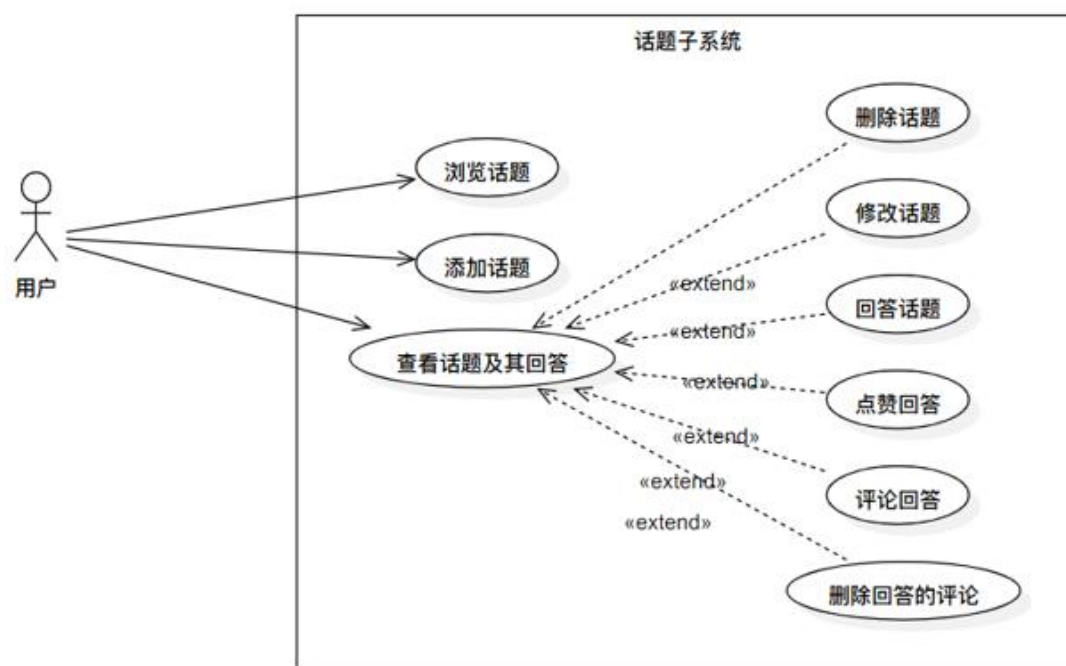 话题子系统
删除话题
浏览话题
修改话题
用户
添加话题
«extend»
回答话题
«extend»
查看话题及其回答
«extend»
点赞回答
«extend»
«extend»
评论回答
«extend»
删除回答的评论